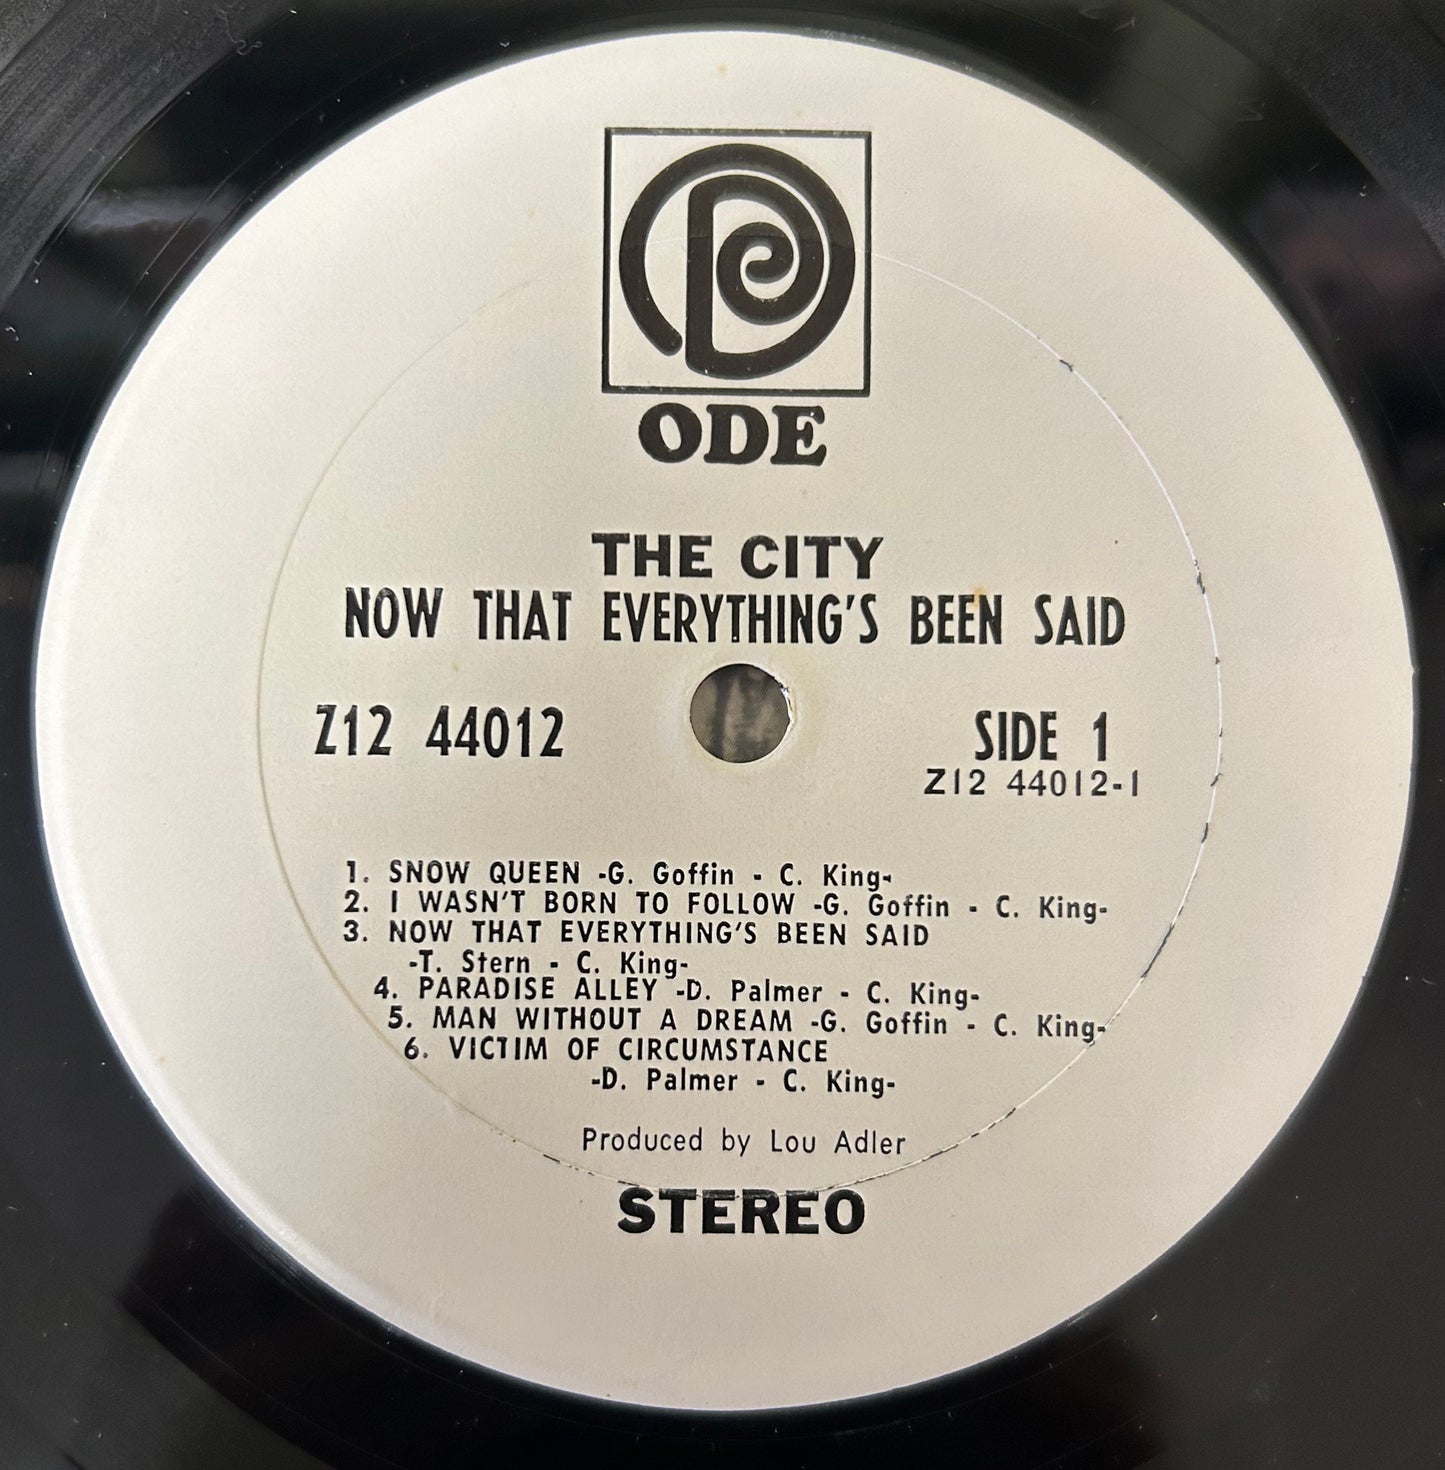 ODE
THE CITY
NOW THAT EVERYTHING'S BEEN SAID
Z12 44012
SIDE 1
Z12 44012-1
1. SNOW QUEEN -G. Goffin - C. King-
2. I WASN'T BORN TO FOLLOW -G. Goffin - C. King-
3. NOW THAT EVERYTHING'S BEEN SAID
-T. Stern - C. King-
4. PARADISE ALLEY -D. Palmer - C. King-
5. MAN WITHOUT A DREAM -G. Goffin - C. King-
6. VICTIM OF CIRCUMSTANCE
-D. Palmer - C. King-
Produced by Lou Adler
STEREO